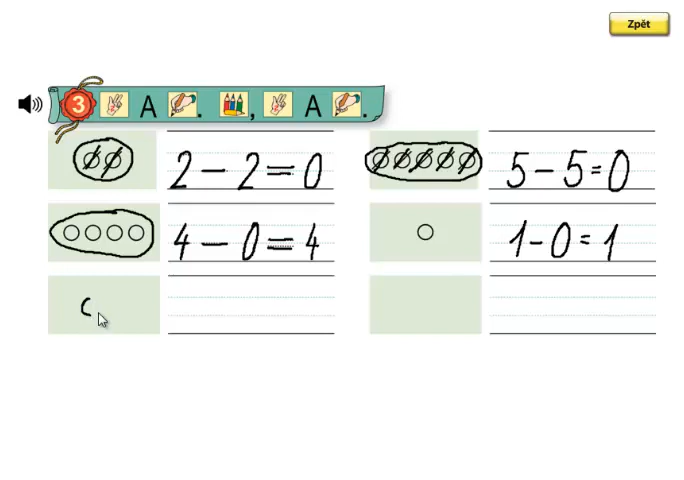 Zpět
3 A . , A .
2 - 2 = 0
5 - 5 = 0
4 - 0 = 4
1 - 0 = 1